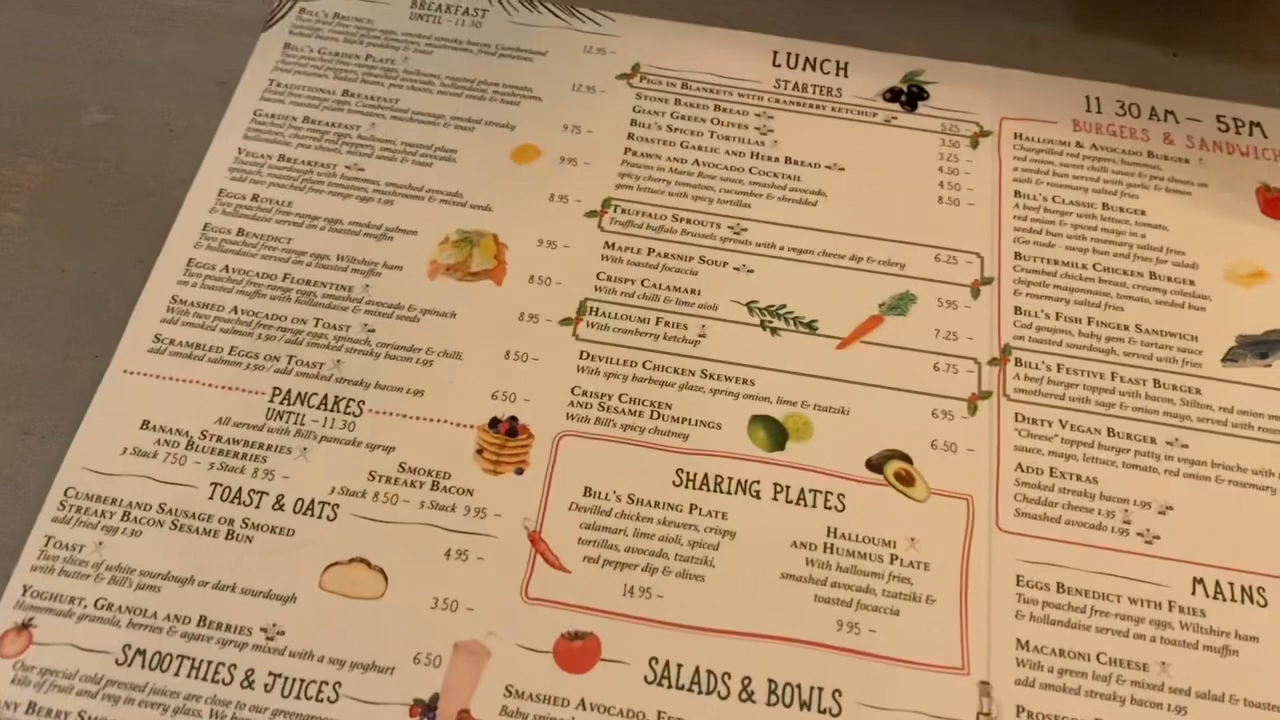 BREAKFAST
UNTIL - 11.30
BILL'S BRUNCH
Two fried free-range eggs, smoked streaky bacon, Cumberland
sausage, roasted plum tomatoes, mushrooms, fried potatoes,
baked beans, black pudding & toast
12.95 -
BILL'S GARDEN PLATE
Two poached free-range eggs, halloumi, roasted plum tomato,
charred red peppers, smashed avocado, hollandaise, mushrooms,
fried potatoes, baked beans, pea shoots, mixed seeds & toast
12.95 -
TRADITIONAL BREAKFAST
Fried free-range eggs, Cumberland sausage, smoked streaky
bacon, roasted plum tomatoes, mushrooms & toast
9.75 -
GARDEN BREAKFAST
Poached free-range eggs, halloumi, roasted plum
tomatoes, charred red peppers, smashed avocado,
hollandaise, pea shoots, mixed seeds & toast
9.95 -
VEGAN BREAKFAST
Toasted sourdough with hummus, smashed avocado,
spinach, roasted plum tomatoes, mushrooms & mixed seeds.
- add two poached free-range eggs 1.95
8.95 -
EGGS ROYALE
Two poached free-range eggs, smoked salmon
& hollandaise served on a toasted muffin
9.95 -
EGGS BENEDICT
Two poached free-range eggs, Wiltshire ham
& hollandaise served on a toasted muffin
8.50 -
EGGS AVOCADO FLORENTINE
Two poached free-range eggs, smashed avocado & spinach
on a toasted muffin with hollandaise & mixed seeds
8.95 -
SMASHED AVOCADO ON TOAST
With two poached free-range eggs, spinach, coriander & chilli.
add smoked salmon 3.50 / add smoked streaky bacon 1.95
8.50 -
SCRAMBLED EGGS ON TOAST
add smoked salmon 3.50 / add smoked streaky bacon 1.95
6.50 -
PANCAKES
UNTIL - 11.30
All served with Bill's pancake syrup
BANANA, STRAWBERRIES
AND BLUEBERRIES
3 Stack 7.50 - 5 Stack 8.95 -
SMOKED
STREAKY BACON
3 Stack 8.50 - 5 Stack 9.95 -
TOAST & OATS
CUMBERLAND SAUSAGE OR SMOKED
STREAKY BACON SESAME BUN
add fried egg 1.30
4.95 -
TOAST
Two slices of white sourdough or dark sourdough
with butter & Bill's jams
3.50 -
YOGHURT, GRANOLA AND BERRIES
Homemade granola, berries & agave syrup mixed with a soy yoghurt
6.50
SMOOTHIES & JUICES
Our special cold pressed juices are close to our greengrocer
kilo of fruit and veg in every glass. We
LUNCH
STARTERS
PIGS IN BLANKETS WITH CRANBERRY KETCHUP
5.25 -
STONE BAKED BREAD
3.50 -
GIANT GREEN OLIVES
3.25 -
BILL'S SPICED TORTILLAS
4.50 -
ROASTED GARLIC AND HERB BREAD
4.50 -
PRAWN AND AVOCADO COCKTAIL
Prawns in Marie Rose sauce, smashed avocado,
spicy cherry tomatoes, cucumber & shredded
gem lettuce with spicy tortillas
8.50 -
TRUFFALO SPROUTS
Truffled buffalo Brussels sprouts with a vegan cheese dip & celery
6.25 -
MAPLE PARSNIP SOUP
With toasted focaccia
5.95 -
CRISPY CALAMARI
With red chilli & lime aioli
7.25 -
HALLOUMI FRIES
With cranberry ketchup
6.75 -
DEVILLED CHICKEN SKEWERS
With spicy barbeque glaze, spring onion, lime & tzatziki
6.95 -
CRISPY CHICKEN
AND SESAME DUMPLINGS
With Bill's spicy chutney
6.50 -
SHARING PLATES
BILL'S SHARING PLATE
Devilled chicken skewers, crispy
calamari, lime aioli, spiced
tortillas, avocado, tzatziki,
red pepper dip & olives
14.95 -
HALLOUMI
AND HUMMUS PLATE
With halloumi fries,
smashed avocado, tzatziki &
toasted focaccia
9.95 -
SALADS & BOWLS
SMASHED AVOCADO,
Baby
11.30 AM - 5PM
BURGERS &
HALLOUMI & AVOCADO BURGER
Chargrilled red peppers, hummus,
red onion, sweet chilli sauce & pea shoots on
a seeded bun served with garlic & lemon
aioli & rosemary salted fries
BILL'S CLASSIC BURGER
A beef burger with lettuce, tomato,
red onion & spiced mayo in a
seeded bun with rosemary salted fries
(Go nude - swap bun and fries for salad)
BUTTERMILK CHICKEN BURGER
Crumbed chicken breast, creamy coleslaw,
chipotle mayonnaise, tomato, seeded bun
& rosemary salted fries
BILL'S FISH FINGER SANDWICH
Cod goujons, baby gem & tartare sauce
on toasted sourdough, served with fries
BILL'S FESTIVE FEAST BURGER
A beef burger topped with bacon, Stilton, red onion
smothered with sage & onion mayo, served with
DIRTY VEGAN BURGER
"Cheese" topped burger patty in vegan brioche with
sauce, mayo, lettuce, tomato, red onion & rosemary
ADD EXTRAS
Smoked streaky bacon 1.95
Cheddar cheese 1.35
Smashed avocado 1.95
MAINS
EGGS BENEDICT WITH FRIES
Two poached free-range eggs, Wiltshire ham
& hollandaise served on a toasted muffin
MACARONI CHEESE
With a green leaf & mixed seed salad &
add smoked streaky bacon 1.95